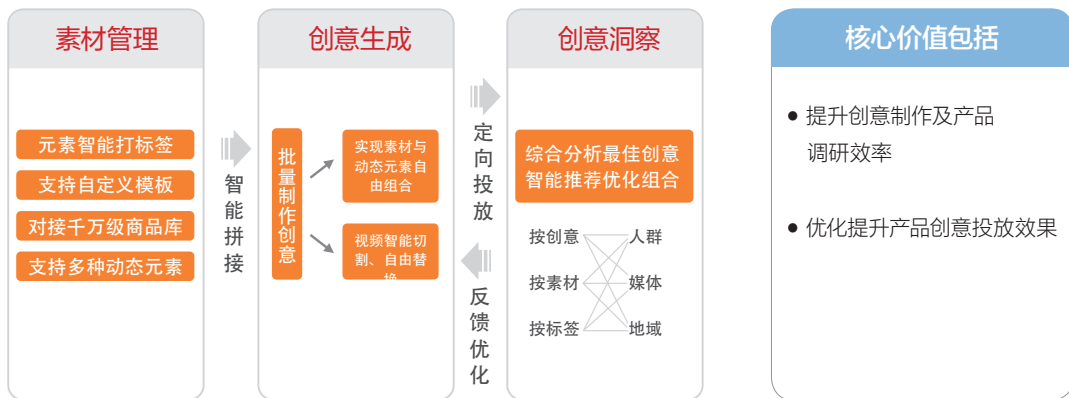 素材管理
元素智能打标签
支持自定义模板
对接千万级商品库
支持多种动态元素
智能拼接
创意生成
批量制作创意
实现素材与
动态元素自
由组合
视频智能切
割、自由替
换
定向投放
反馈优化
创意洞察
综合分析最佳创意
智能推荐优化组合
按创意 人群
按素材 媒体
按标签 地域
核心价值包括
• 提升创意制作及产品
调研效率
• 优化提升产品创意投放效果